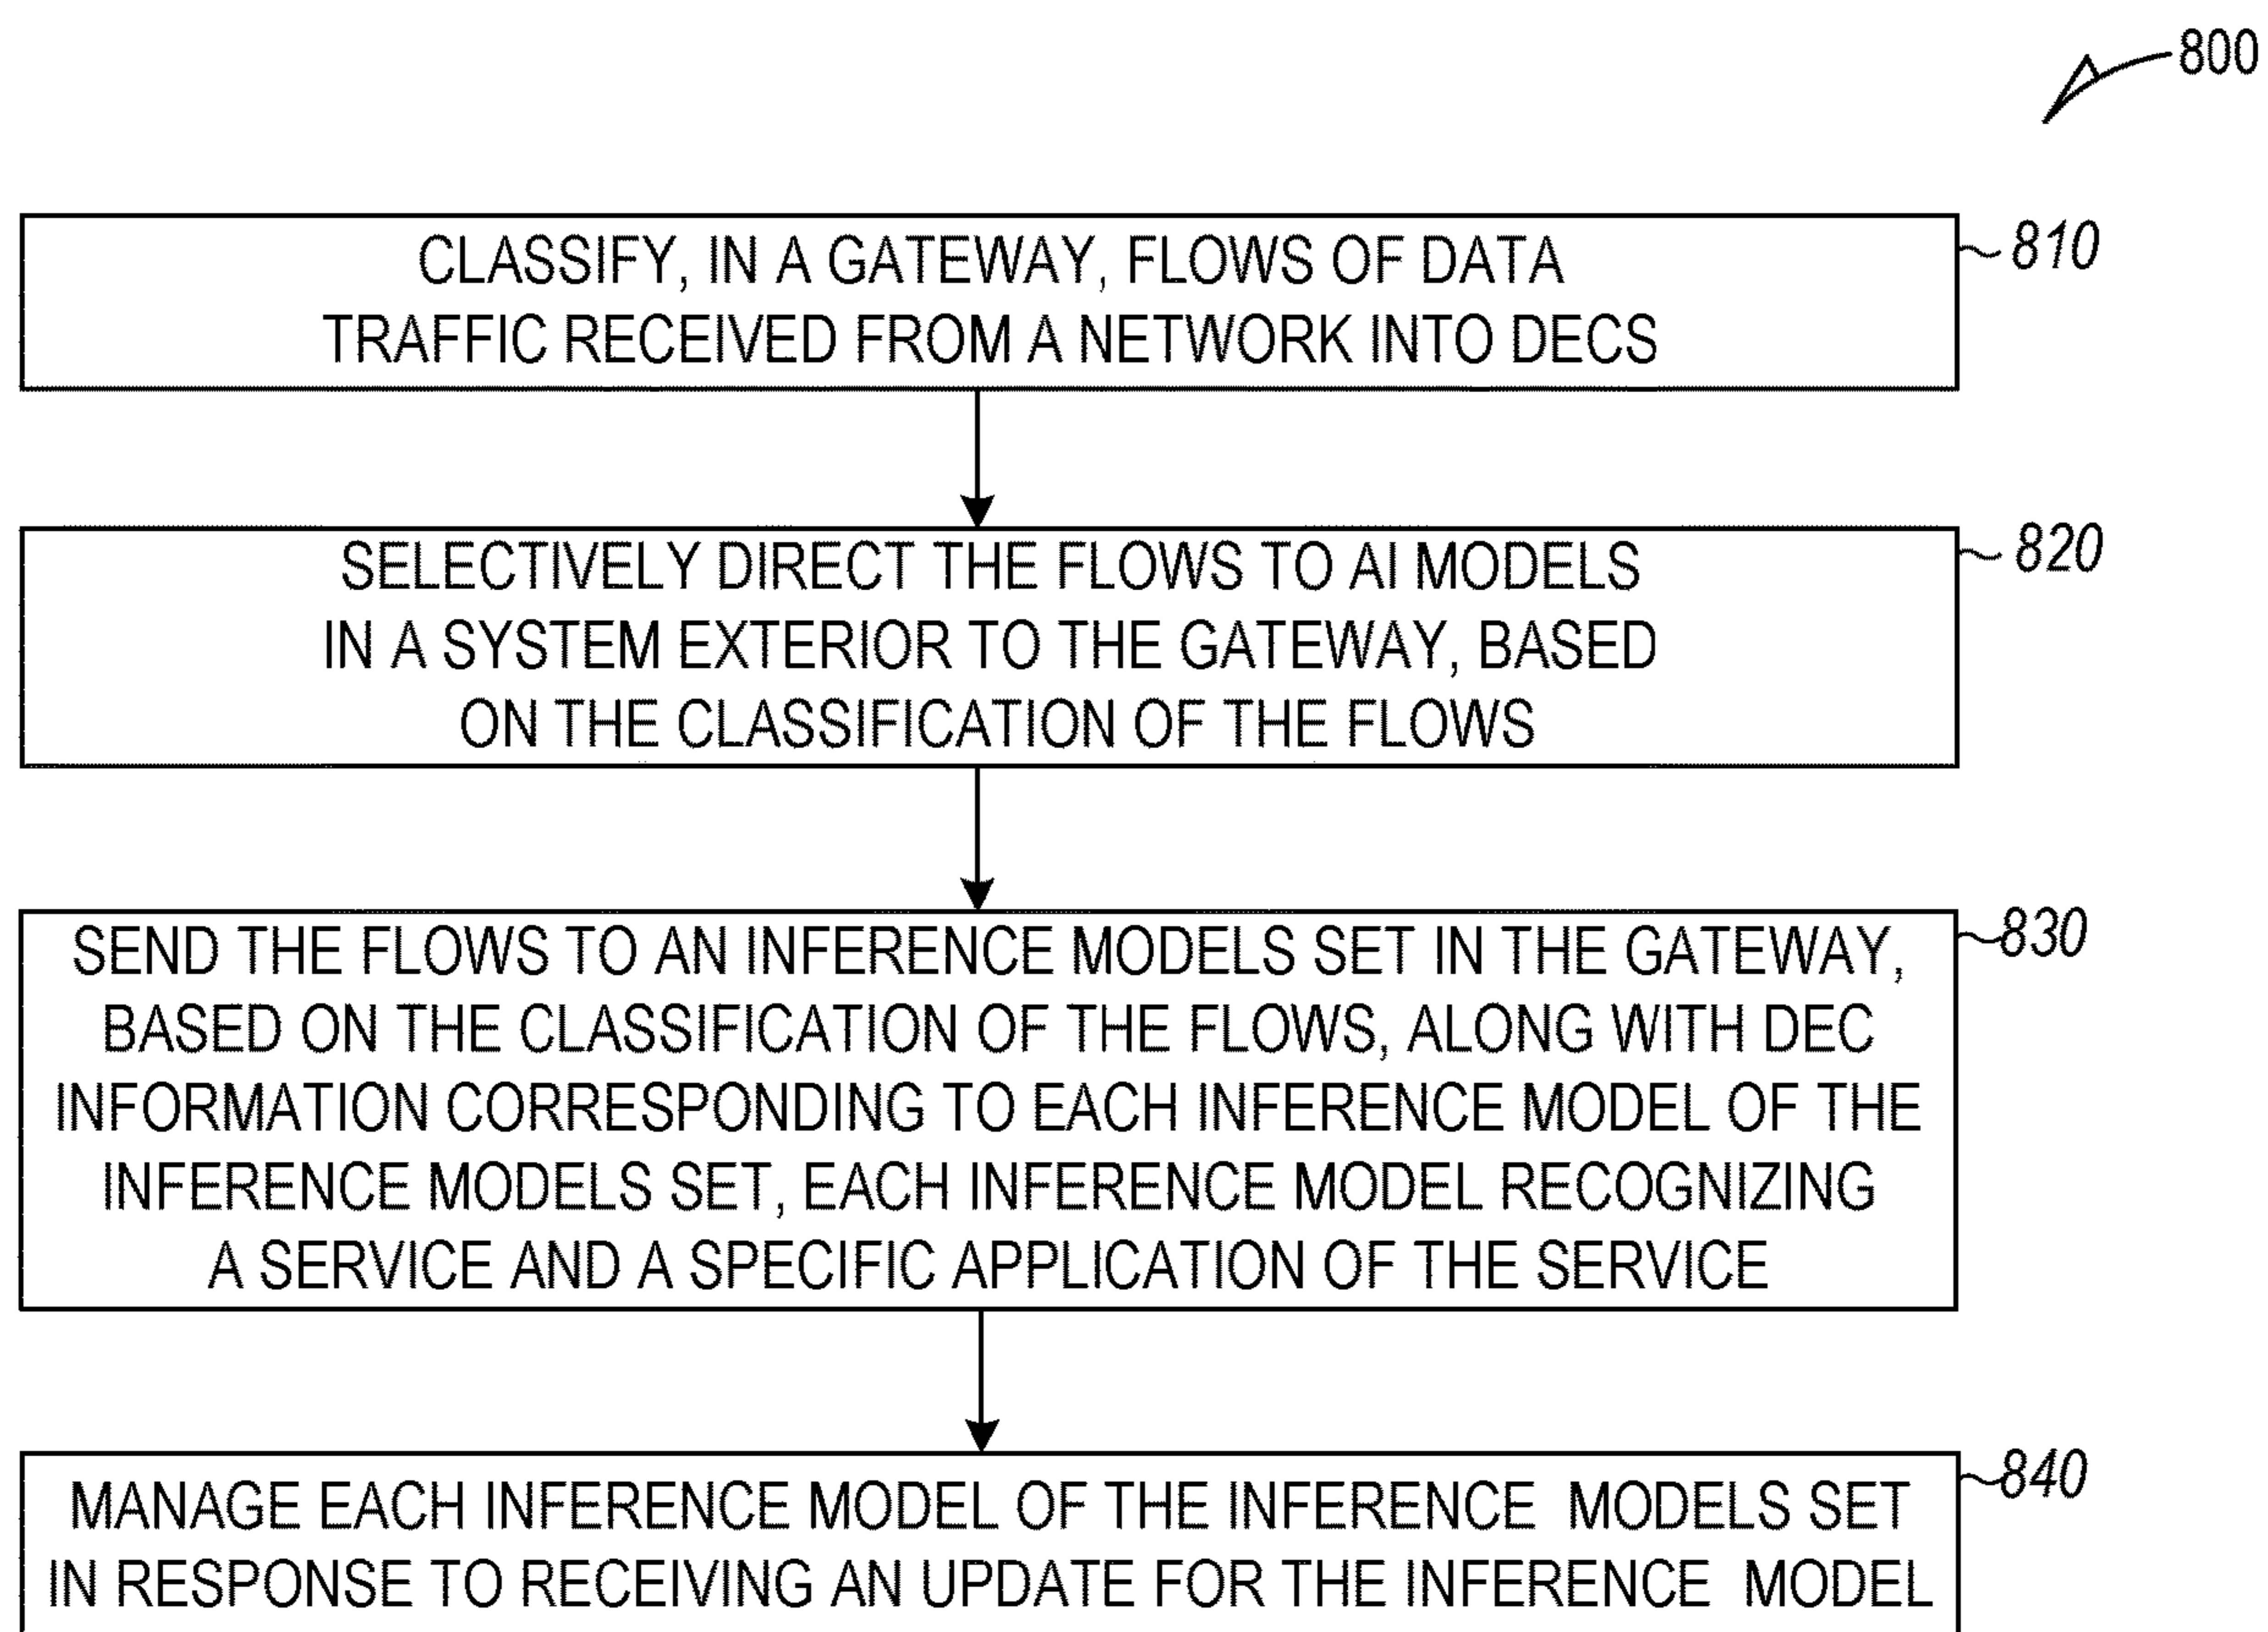 800
CLASSIFY, IN A GATEWAY, FLOWS OF DATA
TRAFFIC RECEIVED FROM A NETWORK INTO DECS
810
SELECTIVELY DIRECT THE FLOWS TO AI MODELS
IN A SYSTEM EXTERIOR TO THE GATEWAY, BASED
ON THE CLASSIFICATION OF THE FLOWS
820
SEND THE FLOWS TO AN INFERENCE MODELS SET IN THE GATEWAY,
BASED ON THE CLASSIFICATION OF THE FLOWS, ALONG WITH DEC
INFORMATION CORRESPONDING TO EACH INFERENCE MODEL OF THE
INFERENCE MODELS SET, EACH INFERENCE MODEL RECOGNIZING
A SERVICE AND A SPECIFIC APPLICATION OF THE SERVICE
830
MANAGE EACH INFERENCE MODEL OF THE INFERENCE MODELS SET
IN RESPONSE TO RECEIVING AN UPDATE FOR THE INFERENCE MODEL
840